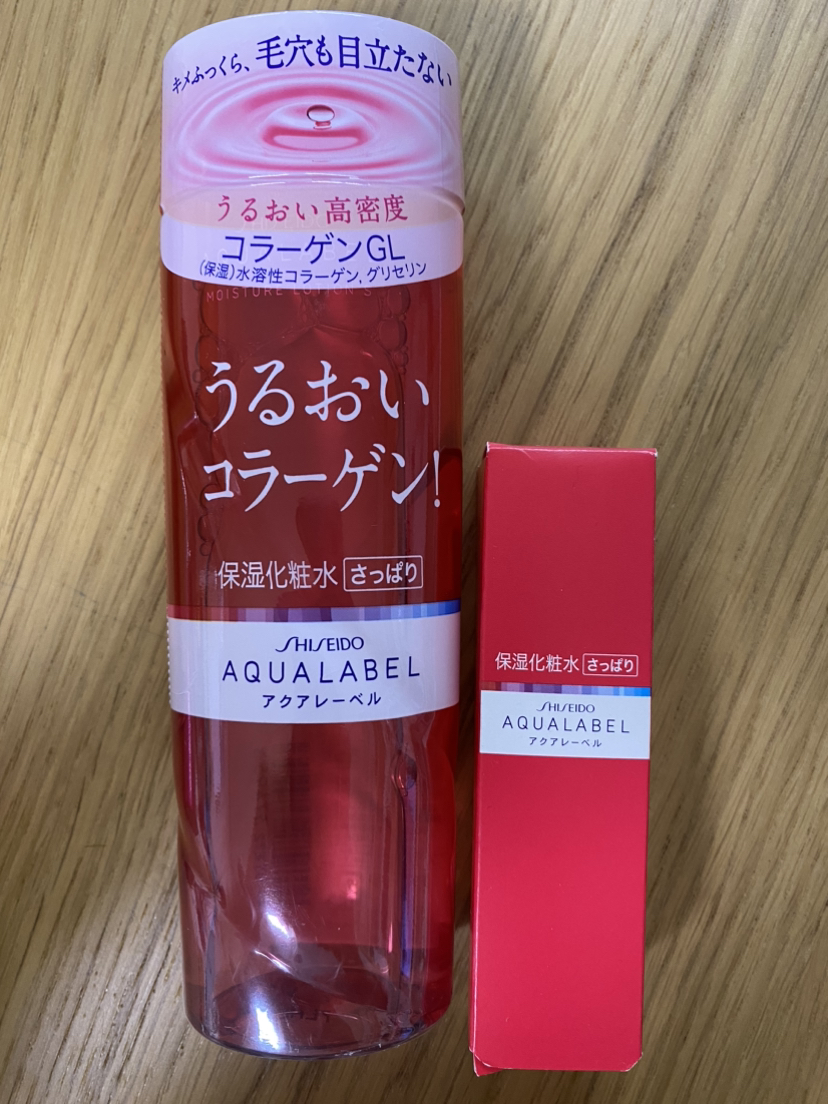 キメふっくら、毛穴も目立たない
うるおい高密度
コラーゲンGL
(保湿)水溶性コラーゲン, グリセリン
MOISTURE LOTION S
うるおい
コラーゲン!
保湿化粧水 さっぱり
SHISEIDO
AQUALABEL
アクアレーベル
保湿化粧水 さっぱり
SHISEIDO
AQUALABEL
アクアレーベル